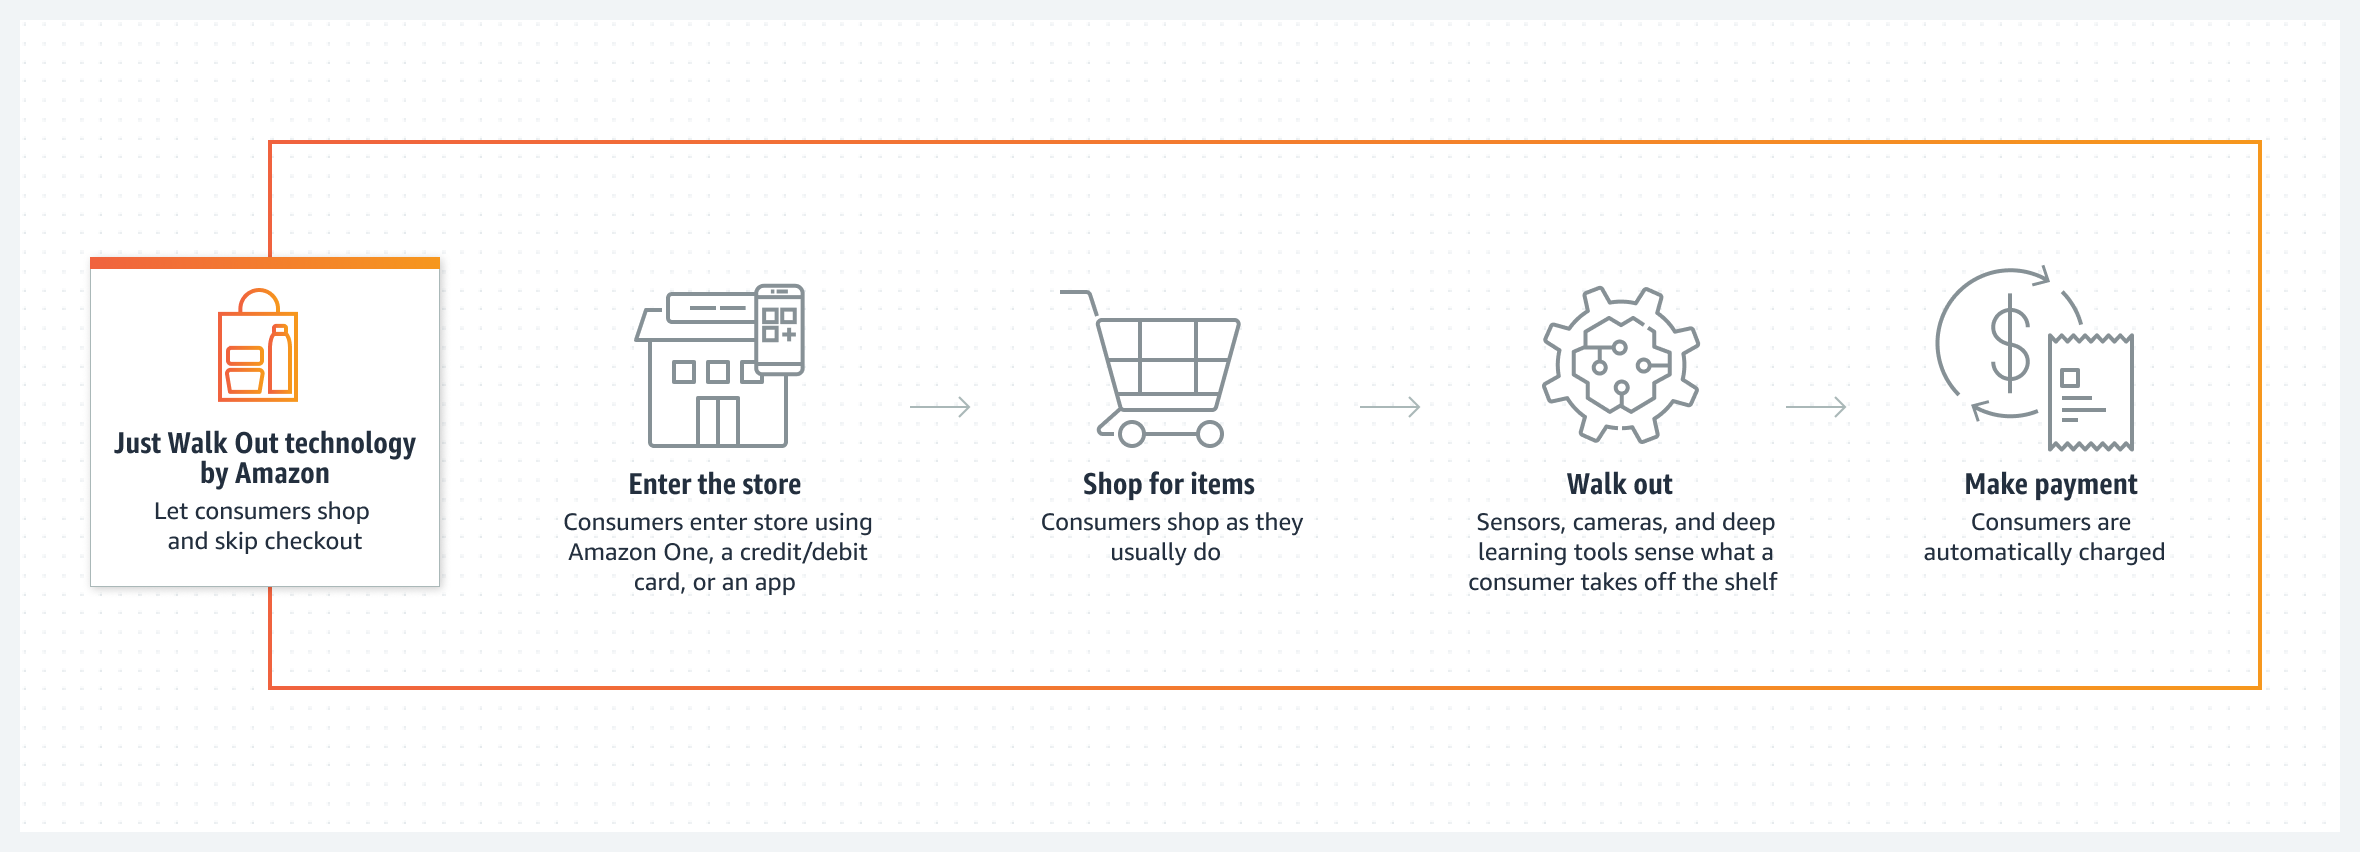 Just Walk Out technology
by Amazon
Let consumers shop
and skip checkout
Enter the store
Consumers enter store using
Amazon One, a credit/debit
card, or an app
Shop for items
Consumers shop as they
usually do
Walk out
Sensors, cameras, and deep
learning tools sense what a
consumer takes off the shelf
Make payment
Consumers are
automatically charged